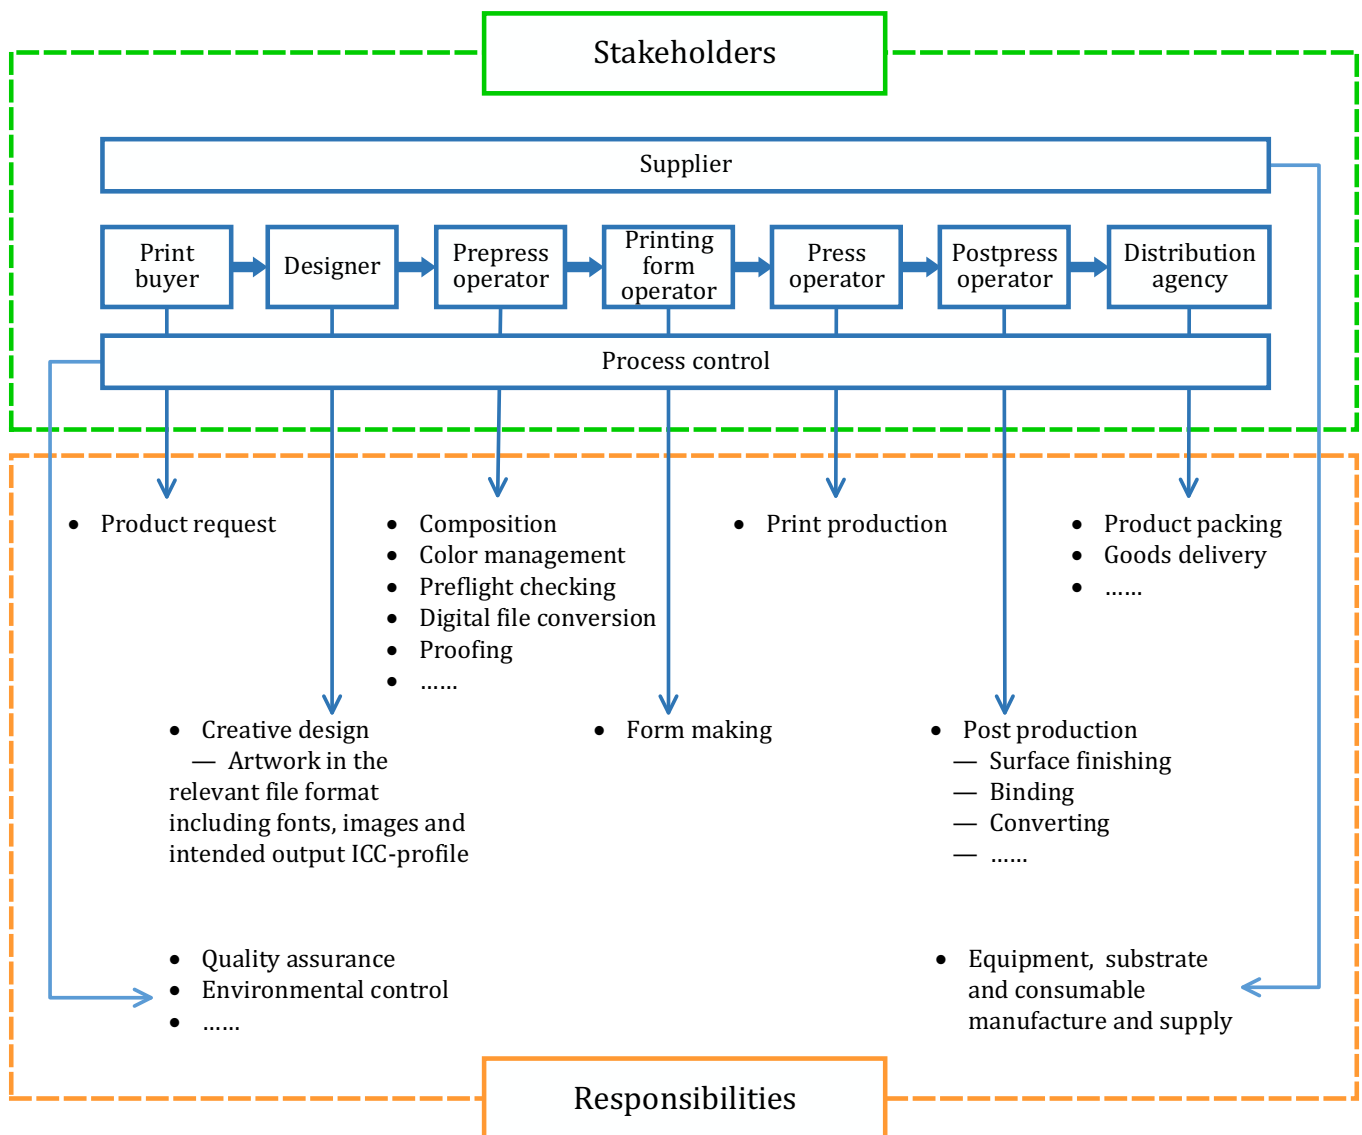 Stakeholders
Supplier
Print
buyer
Designer
Prepress
operator
Printing
form
operator
Press
operator
Postpress
operator
Distribution
agency
Process control
• Product request
• Composition
• Color management
• Preflight checking
• Digital file conversion
• Proofing
• ……
• Print production
• Product packing
• Goods delivery
• ……
• Creative design
— Artwork in the
relevant file format
including fonts, images and
intended output ICC-profile
• Form making
• Post production
— Surface finishing
— Binding
— Converting
— ……
• Quality assurance
• Environmental control
• ……
• Equipment, substrate
and consumable
manufacture and supply
Responsibilities